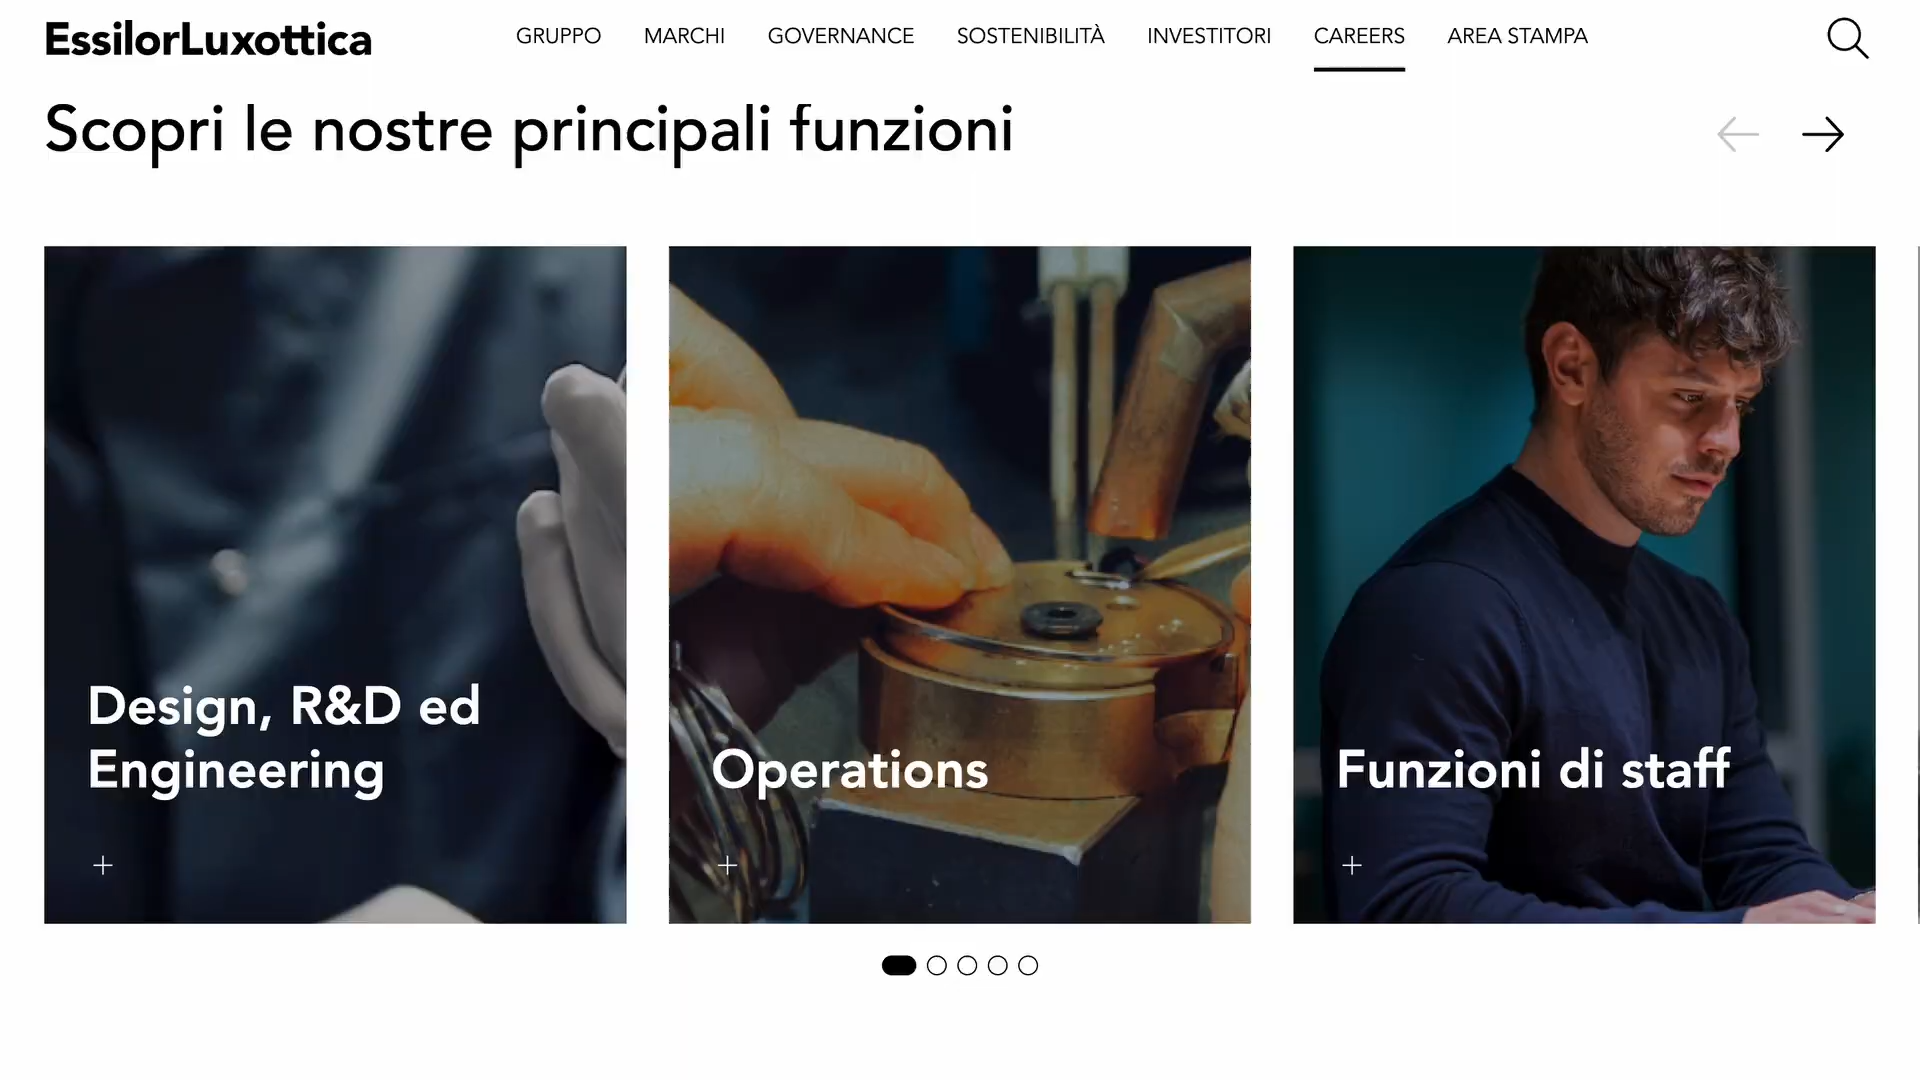 EssilorLuxottica
GRUPPO MARCHI GOVERNANCE SOSTENIBILITÀ INVESTITORI CAREERS AREA STAMPA
Scopri le nostre principali funzioni
Design, R&D ed
Engineering
Operations
Funzioni di staff